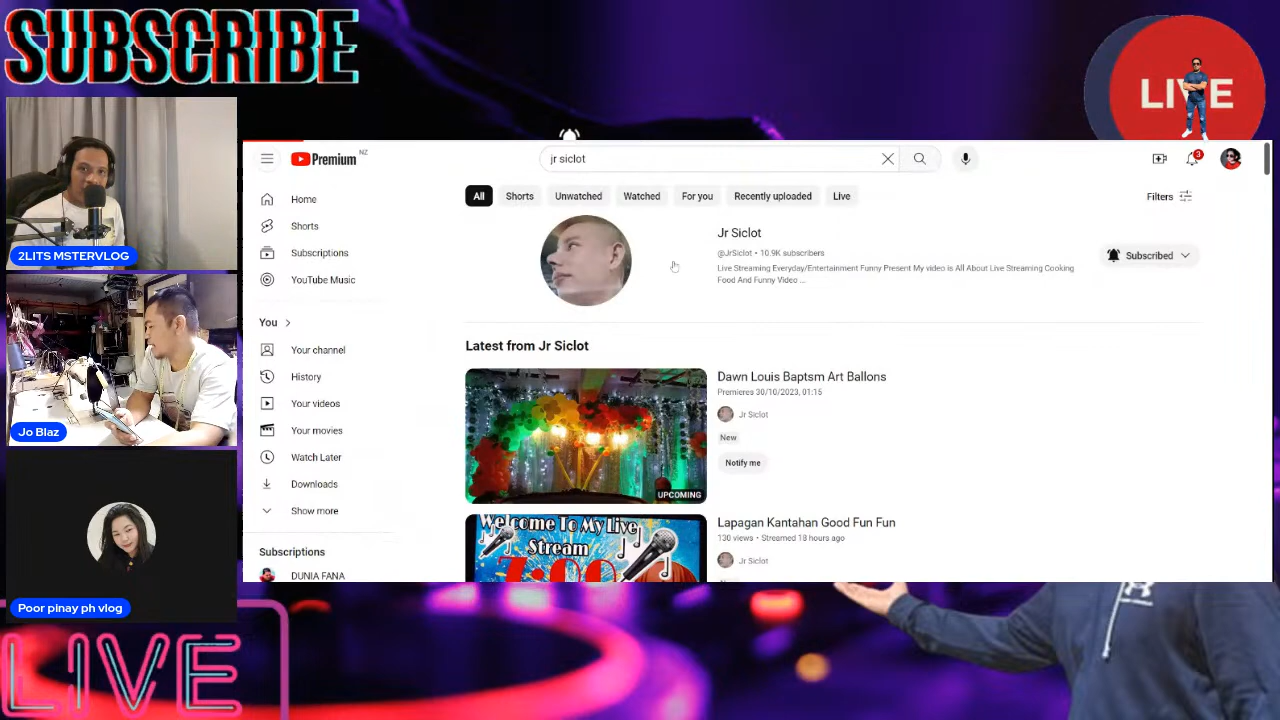 SUBSCRIBE
LIVE
2LITS MSTERVLOG
Jo Blaz
Poor pinay ph vlog
LIVE
Premium NZ
jr siclot
3
Home
Shorts
Subscriptions
YouTube Music
You
Your channel
History
Your videos
Your movies
Watch Later
Downloads
Show more
Subscriptions
DUNIA FANA
All
Shorts
Unwatched
Watched
For you
Recently uploaded
Live
Filters
Jr Siclot
@JrSiclot • 10.9K subscribers
Live Streaming Everyday/Entertainment Funny Present My video is All About Live Streaming Cooking
Food And Funny Video ...
Subscribed
Latest from Jr Siclot
UPCOMING
Dawn Louis Baptsm Art Ballons
Premieres 30/10/2023, 01:15
Jr Siclot
New
Notify me
Welcome To My Live
Stream
7:00
Lapagan Kantahan Good Fun Fun
130 views • Streamed 18 hours ago
Jr Siclot